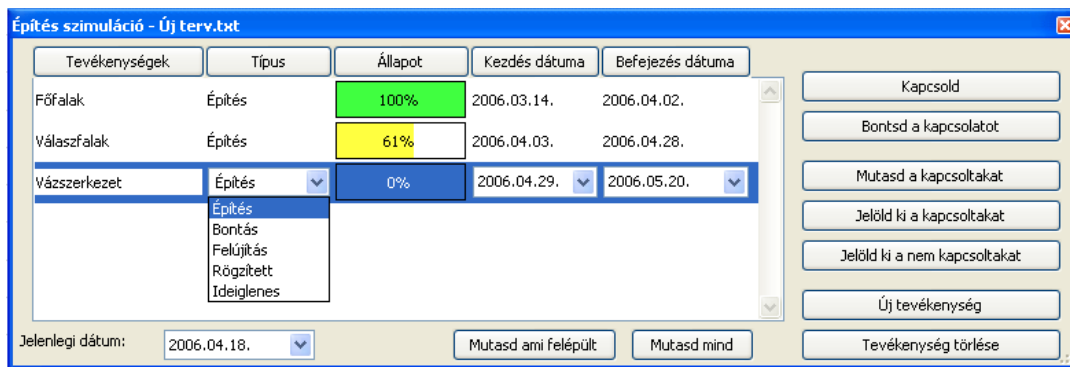 Építés szimuláció - Új terv.txt
Tevékenységek Típus Állapot Kezdés dátuma Befejezés dátuma
Főfalak Építés 100% 2006.03.14. 2006.04.02.
Válaszfalak Építés 61% 2006.04.03. 2006.04.28.
Vázszerkezet Építés 0% 2006.04.29. 2006.05.20.
Építés
Bontás
Felújítás
Rögzített
Ideiglenes
Kapcsold
Bontsd a kapcsolatot
Mutasd a kapcsoltakat
Jelöld ki a kapcsoltakat
Jelöld ki a nem kapcsoltakat
Új tevékenység
Tevékenység törlése
Jelenlegi dátum: 2006.04.18. Mutasd ami felépült Mutasd mind